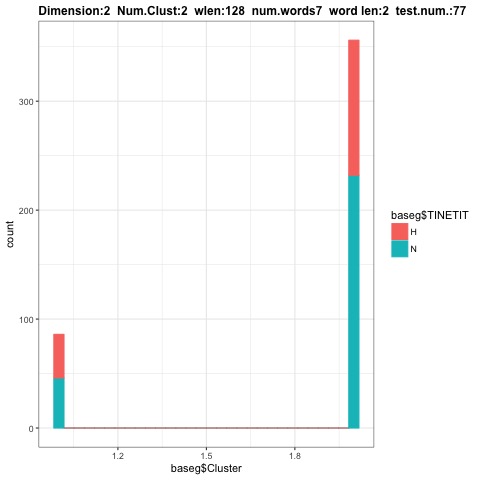 Dimension:2 Num.Clust:2 wlen:128 num.words7 word len:2 test.num.:77
300
200
100
0
count
1.2 1.5 1.8
baseg$Cluster
baseg$TINETIT
H
N